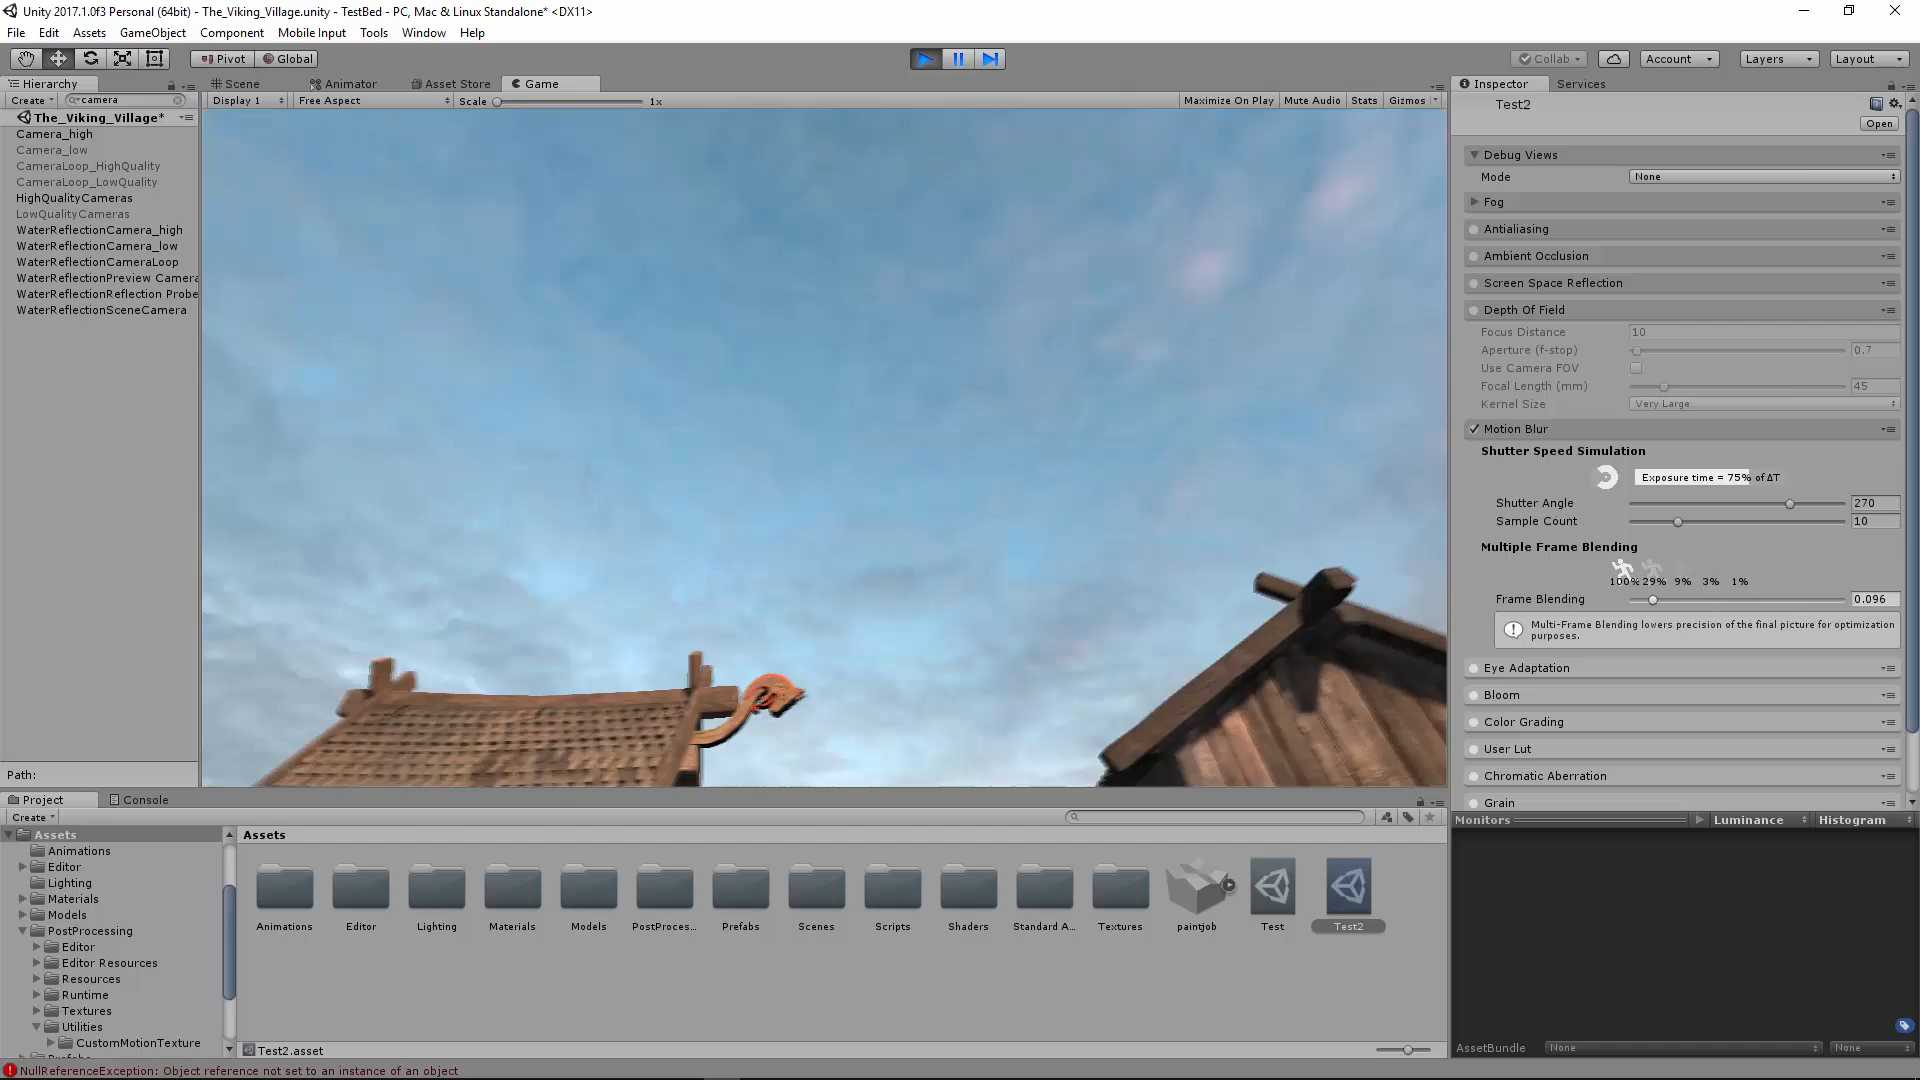 Unity 2017.1.0f3 Personal (64bit) - The_Viking_Village.unity - TestBed - PC, Mac & Linux Standalone* <DX11>
File Edit Assets GameObject Component Mobile Input Tools Window Help
Pivot Global Collab Account Layers Layout
Hierarchy Scene Animator Asset Store Game Inspector Services
Create camera Display 1 Free Aspect Scale 1x Maximize On Play Mute Audio Stats Gizmos
The_Viking_Village*
Camera_high
Camera_low
CameraLoop_HighQuality
CameraLoop_LowQuality
HighQualityCameras
LowQualityCameras
WaterReflectionCamera_high
WaterReflectionCamera_low
WaterReflectionCameraLoop
WaterReflectionPreview Camera
WaterReflectionReflection Probe
WaterReflectionSceneCamera
Path:
Test2
Open
Debug Views
Mode None
Fog
Antialiasing
Ambient Occlusion
Screen Space Reflection
Depth Of Field
Focus Distance 10
Aperture (f-stop) 0.7
Use Camera FOV
Focal Length (mm) 45
Kernel Size Very Large
Motion Blur
Shutter Speed Simulation
Exposure time = 75% of ΔT
Shutter Angle 270
Sample Count 10
Multiple Frame Blending
100% 29% 9% 3% 1%
Frame Blending 0.096
Multi-Frame Blending lowers precision of the final picture for optimization
purposes.
Eye Adaptation
Bloom
Color Grading
User Lut
Chromatic Aberration
Grain
Monitors Luminance Histogram
AssetBundle None None
Project Console
Create
Assets
Animations
Editor
Lighting
Materials
Models
PostProcessing
Editor
Editor Resources
Resources
Runtime
Textures
Utilities
CustomMotionTexture
Prefabs
Assets
Animations Editor Lighting Materials Models PostProces... Prefabs Scenes Scripts Shaders Standard A... Textures paintjob Test Test2
Test2.asset
NullReferenceException: Object reference not set to an instance of an object